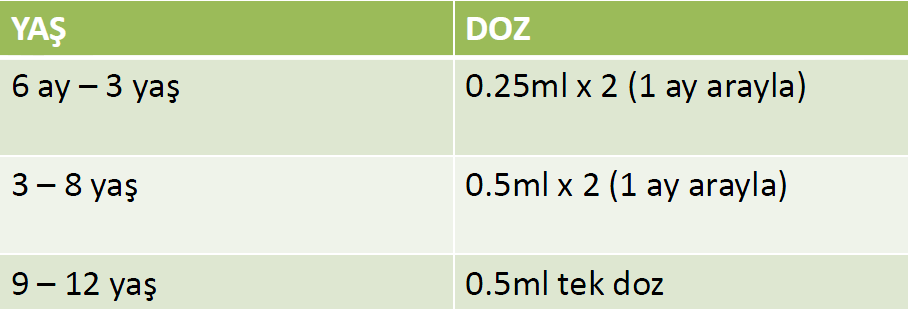 YAŞ DOZ
6 ay – 3 yaş 0.25ml x 2 (1 ay arayla)
3 – 8 yaş 0.5ml x 2 (1 ay arayla)
9 – 12 yaş 0.5ml tek doz